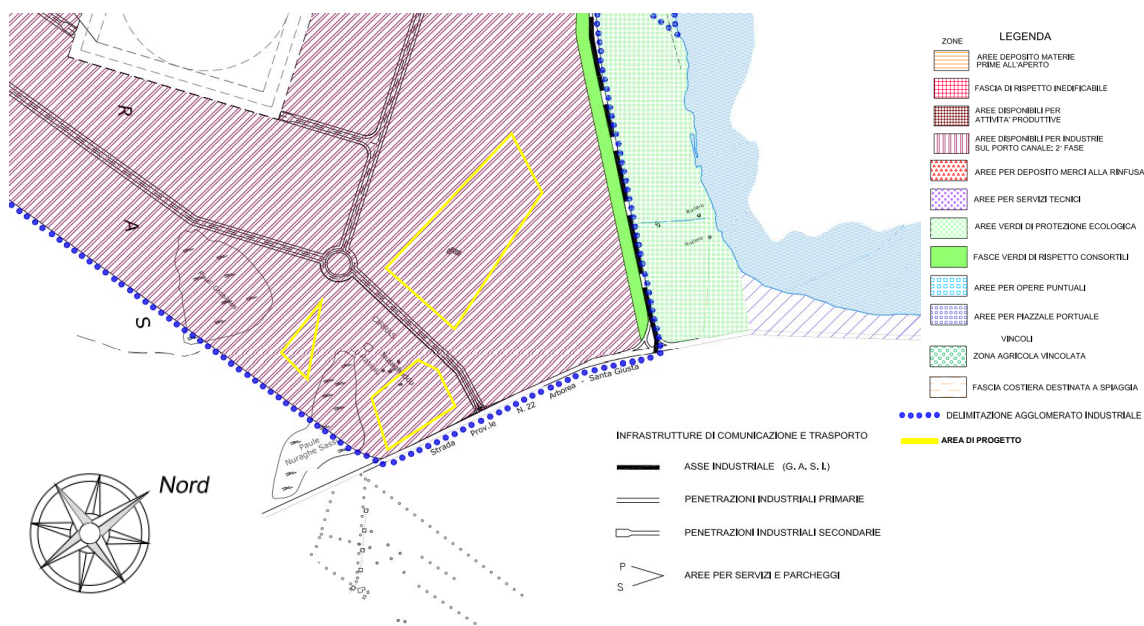 R
A
S
Nuraxi
Nuraxe
Strada Prov.le N. 22 Arborea - Santa Giusta
Paule
Nuraghe Sassu
Nord
LEGENDA
ZONE
AREE DEPOSITO MATERIE
PRIME ALL'APERTO
FASCIA DI RISPETTO INEDIFICABILE
AREE DISPONIBILI PER
ATTIVITA' PRODUTTIVE
AREE DISPONIBILI PER INDUSTRIE
SUL PORTO CANALE; 2ª FASE
AREE PER DEPOSITO MERCI ALLA RINFUSA
AREE PER SERVIZI TECNICI
AREE VERDI DI PROTEZIONE ECOLOGICA
FASCE VERDI DI RISPETTO CONSORTILI
AREE PER OPERE PUNTUALI
AREE PER PIAZZALE PORTUALE
VINCOLI
ZONA AGRICOLA VINCOLATA
FASCIA COSTIERA DESTINATA A SPIAGGIA
DELIMITAZIONE AGGLOMERATO INDUSTRIALE
AREA DI PROGETTO
INFRASTRUTTURE DI COMUNICAZIONE E TRASPORTO
ASSE INDUSTRIALE (G. A. S. I.)
PENETRAZIONI INDUSTRIALI PRIMARIE
PENETRAZIONI INDUSTRIALI SECONDARIE
P
S
AREE PER SERVIZI E PARCHEGGI